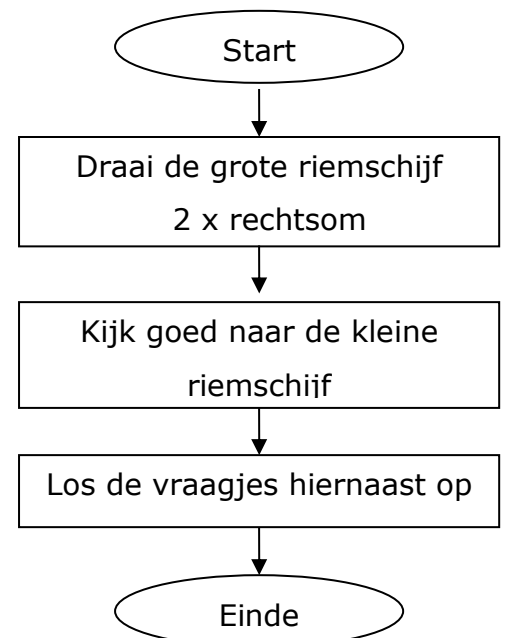 Start
Draai de grote riemschijf
2 x rechtsom
Kijk goed naar de kleine
riemschijf
Los de vraagjes hiernaast op
Einde